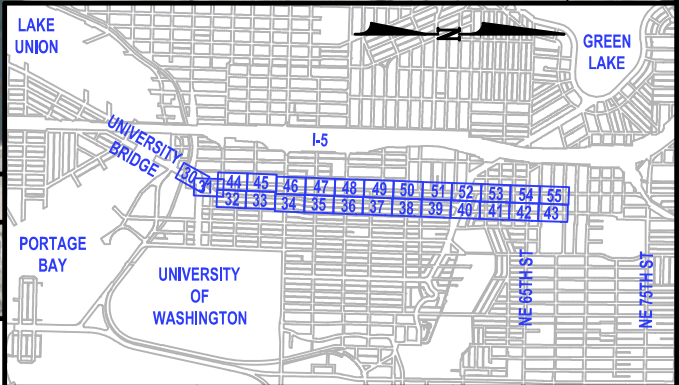 LAKE
UNION
N
GREEN
LAKE
UNIVERSITY
BRIDGE
I-5
30
31
44 45 46 47 48 49 50 51 52 53 54 55
32 33 34 35 36 37 38 39 40 41 42 43
PORTAGE
BAY
UNIVERSITY
OF
WASHINGTON
NE 65TH ST
NE 75TH ST